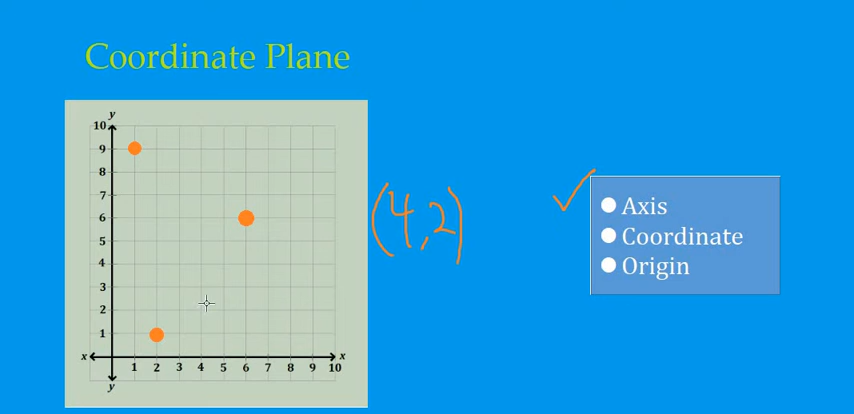 Coordinate Plane
y
10
9
8
7
6
5
4
3
2
1
x
x
1 2 3 4 5 6 7 8 9 10
y
(4,2)
Axis
Coordinate
Origin